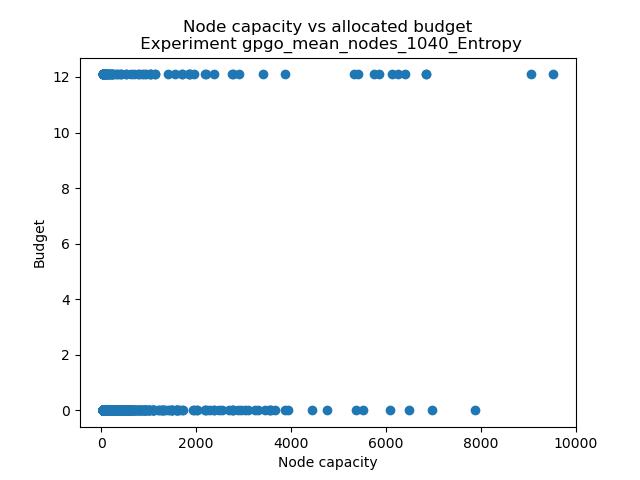 Node capacity vs allocated budget
Experiment gpgo_mean_nodes_1040_Entropy
12
10
8
6
4
2
0
Budget
0 2000 4000 6000 8000 10000
Node capacity